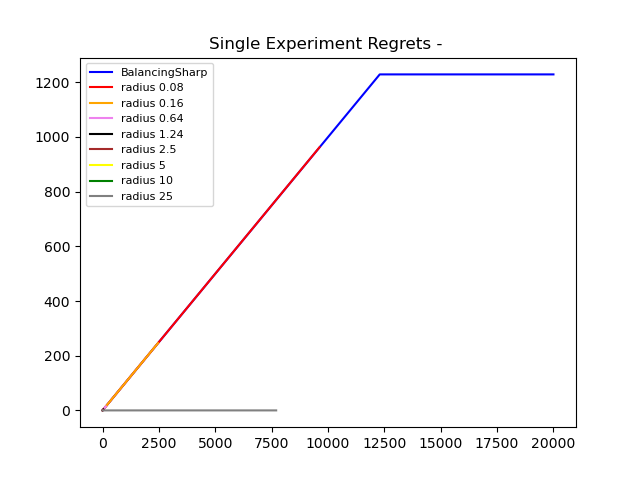 Single Experiment Regrets -
BalancingSharp
radius 0.08
radius 0.16
radius 0.64
radius 1.24
radius 2.5
radius 5
radius 10
radius 25
1200
1000
800
600
400
200
0
0 2500 5000 7500 10000 12500 15000 17500 20000